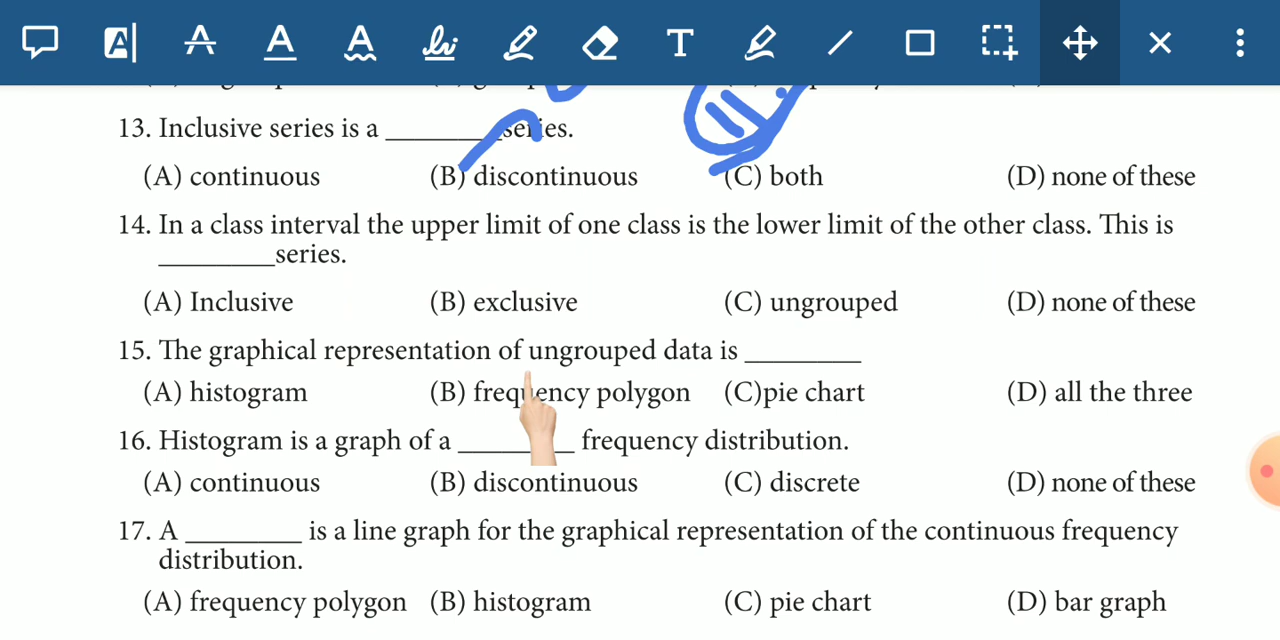 13. Inclusive series is a ________ series.
(A) continuous (B) discontinuous (C) both (D) none of these
14. In a class interval the upper limit of one class is the lower limit of the other class. This is
________series.
(A) Inclusive (B) exclusive (C) ungrouped (D) none of these
15. The graphical representation of ungrouped data is ________
(A) histogram (B) frequency polygon (C)pie chart (D) all the three
16. Histogram is a graph of a ________ frequency distribution.
(A) continuous (B) discontinuous (C) discrete (D) none of these
17. A ________ is a line graph for the graphical representation of the continuous frequency
distribution.
(A) frequency polygon (B) histogram (C) pie chart (D) bar graph